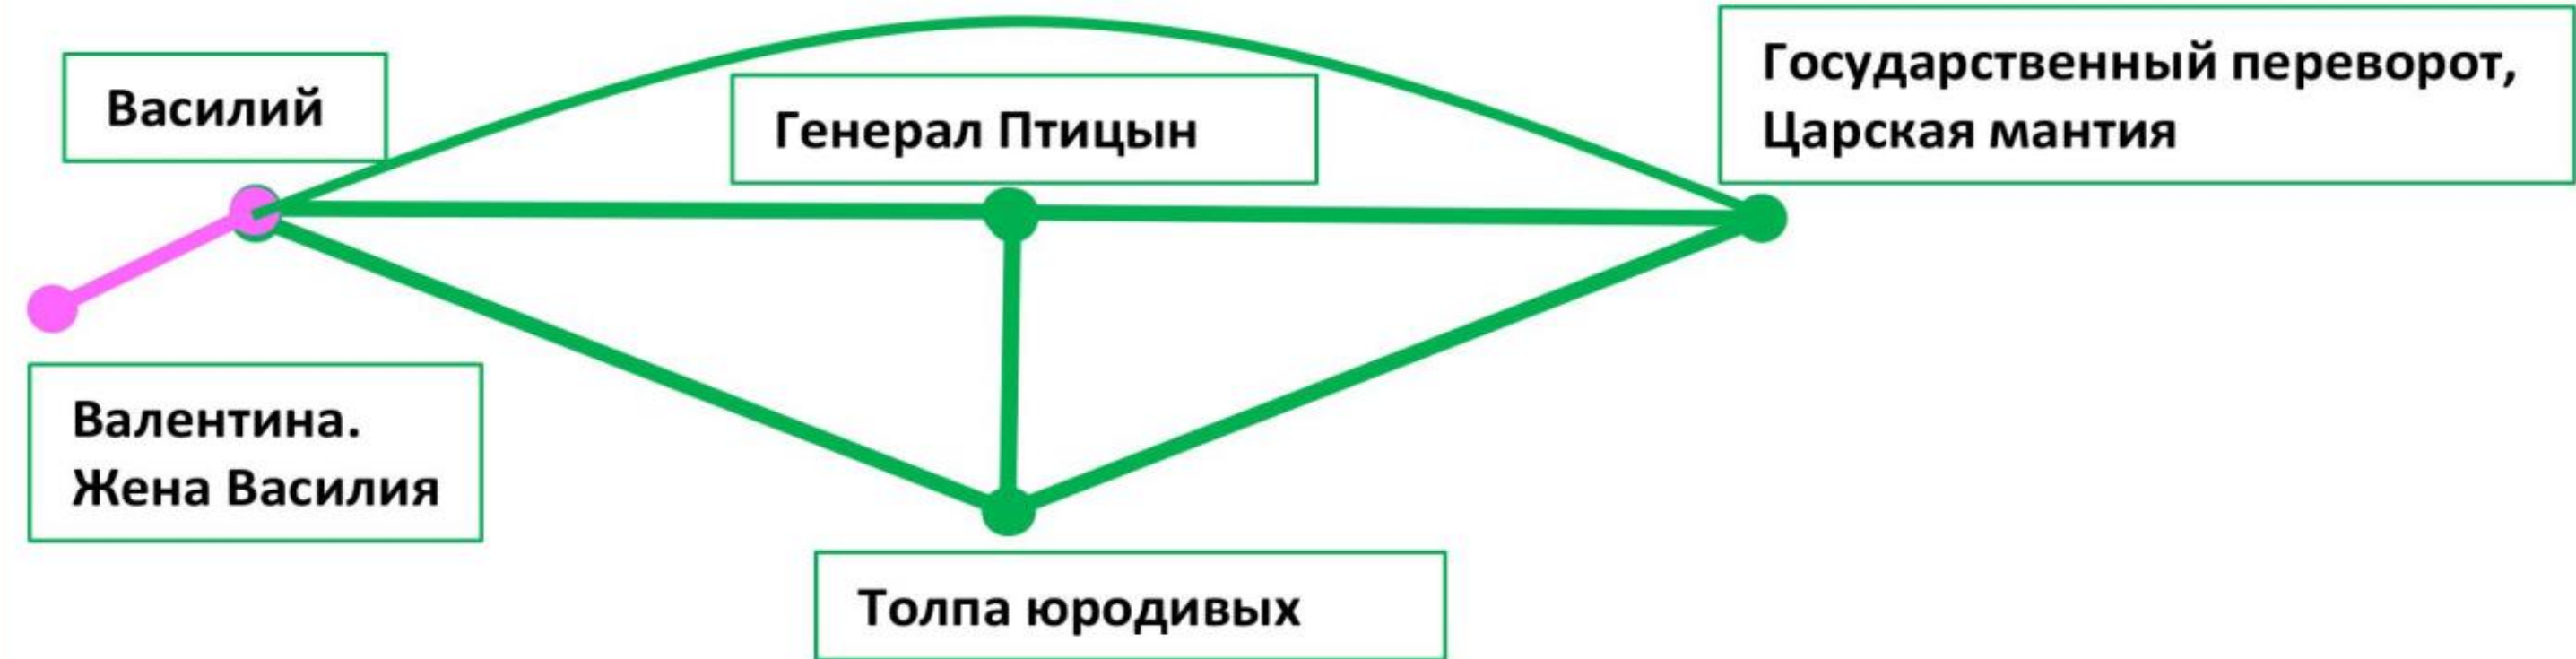 Василий
Генерал Птицын
Государственный переворот,
Царская мантия
Валентина.
Жена Василия
Толпа юродивых